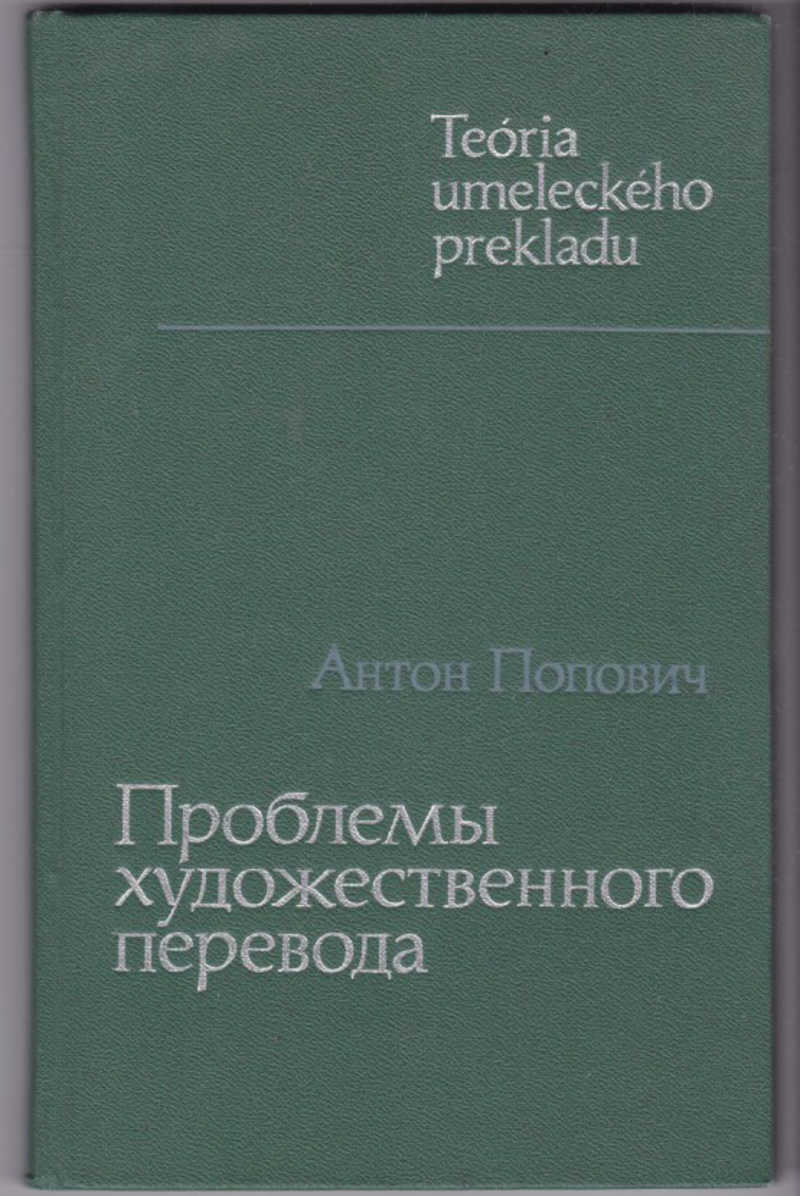 Teória
umeleckého
prekladu
Антон Попович
Проблемы
художественного
перевода